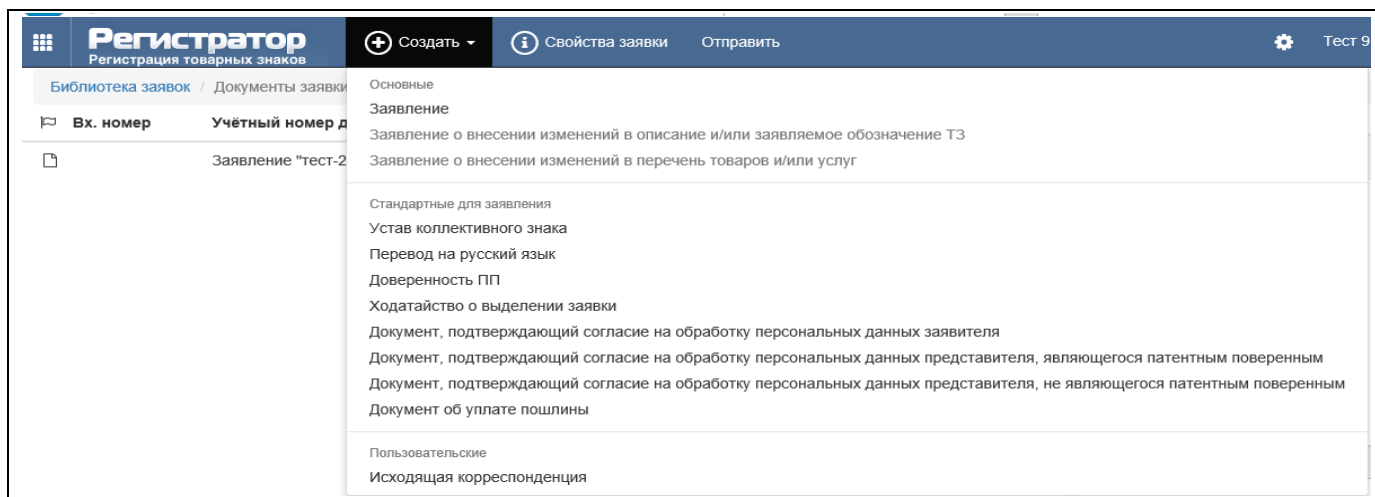 Регистратор
Регистрация товарных знаков
Создать
Свойства заявки
Отправить
Тест 9
Библиотека заявок / Документы заявки
Вх. номер
Учётный номер д
Заявление "тест-2
Основные
Заявление
Заявление о внесении изменений в описание и/или заявляемое обозначение ТЗ
Заявление о внесении изменений в перечень товаров и/или услуг
Стандартные для заявления
Устав коллективного знака
Перевод на русский язык
Доверенность ПП
Ходатайство о выделении заявки
Документ, подтверждающий согласие на обработку персональных данных заявителя
Документ, подтверждающий согласие на обработку персональных данных представителя, являющегося патентным поверенным
Документ, подтверждающий согласие на обработку персональных данных представителя, не являющегося патентным поверенным
Документ об уплате пошлины
Пользовательские
Исходящая корреспонденция